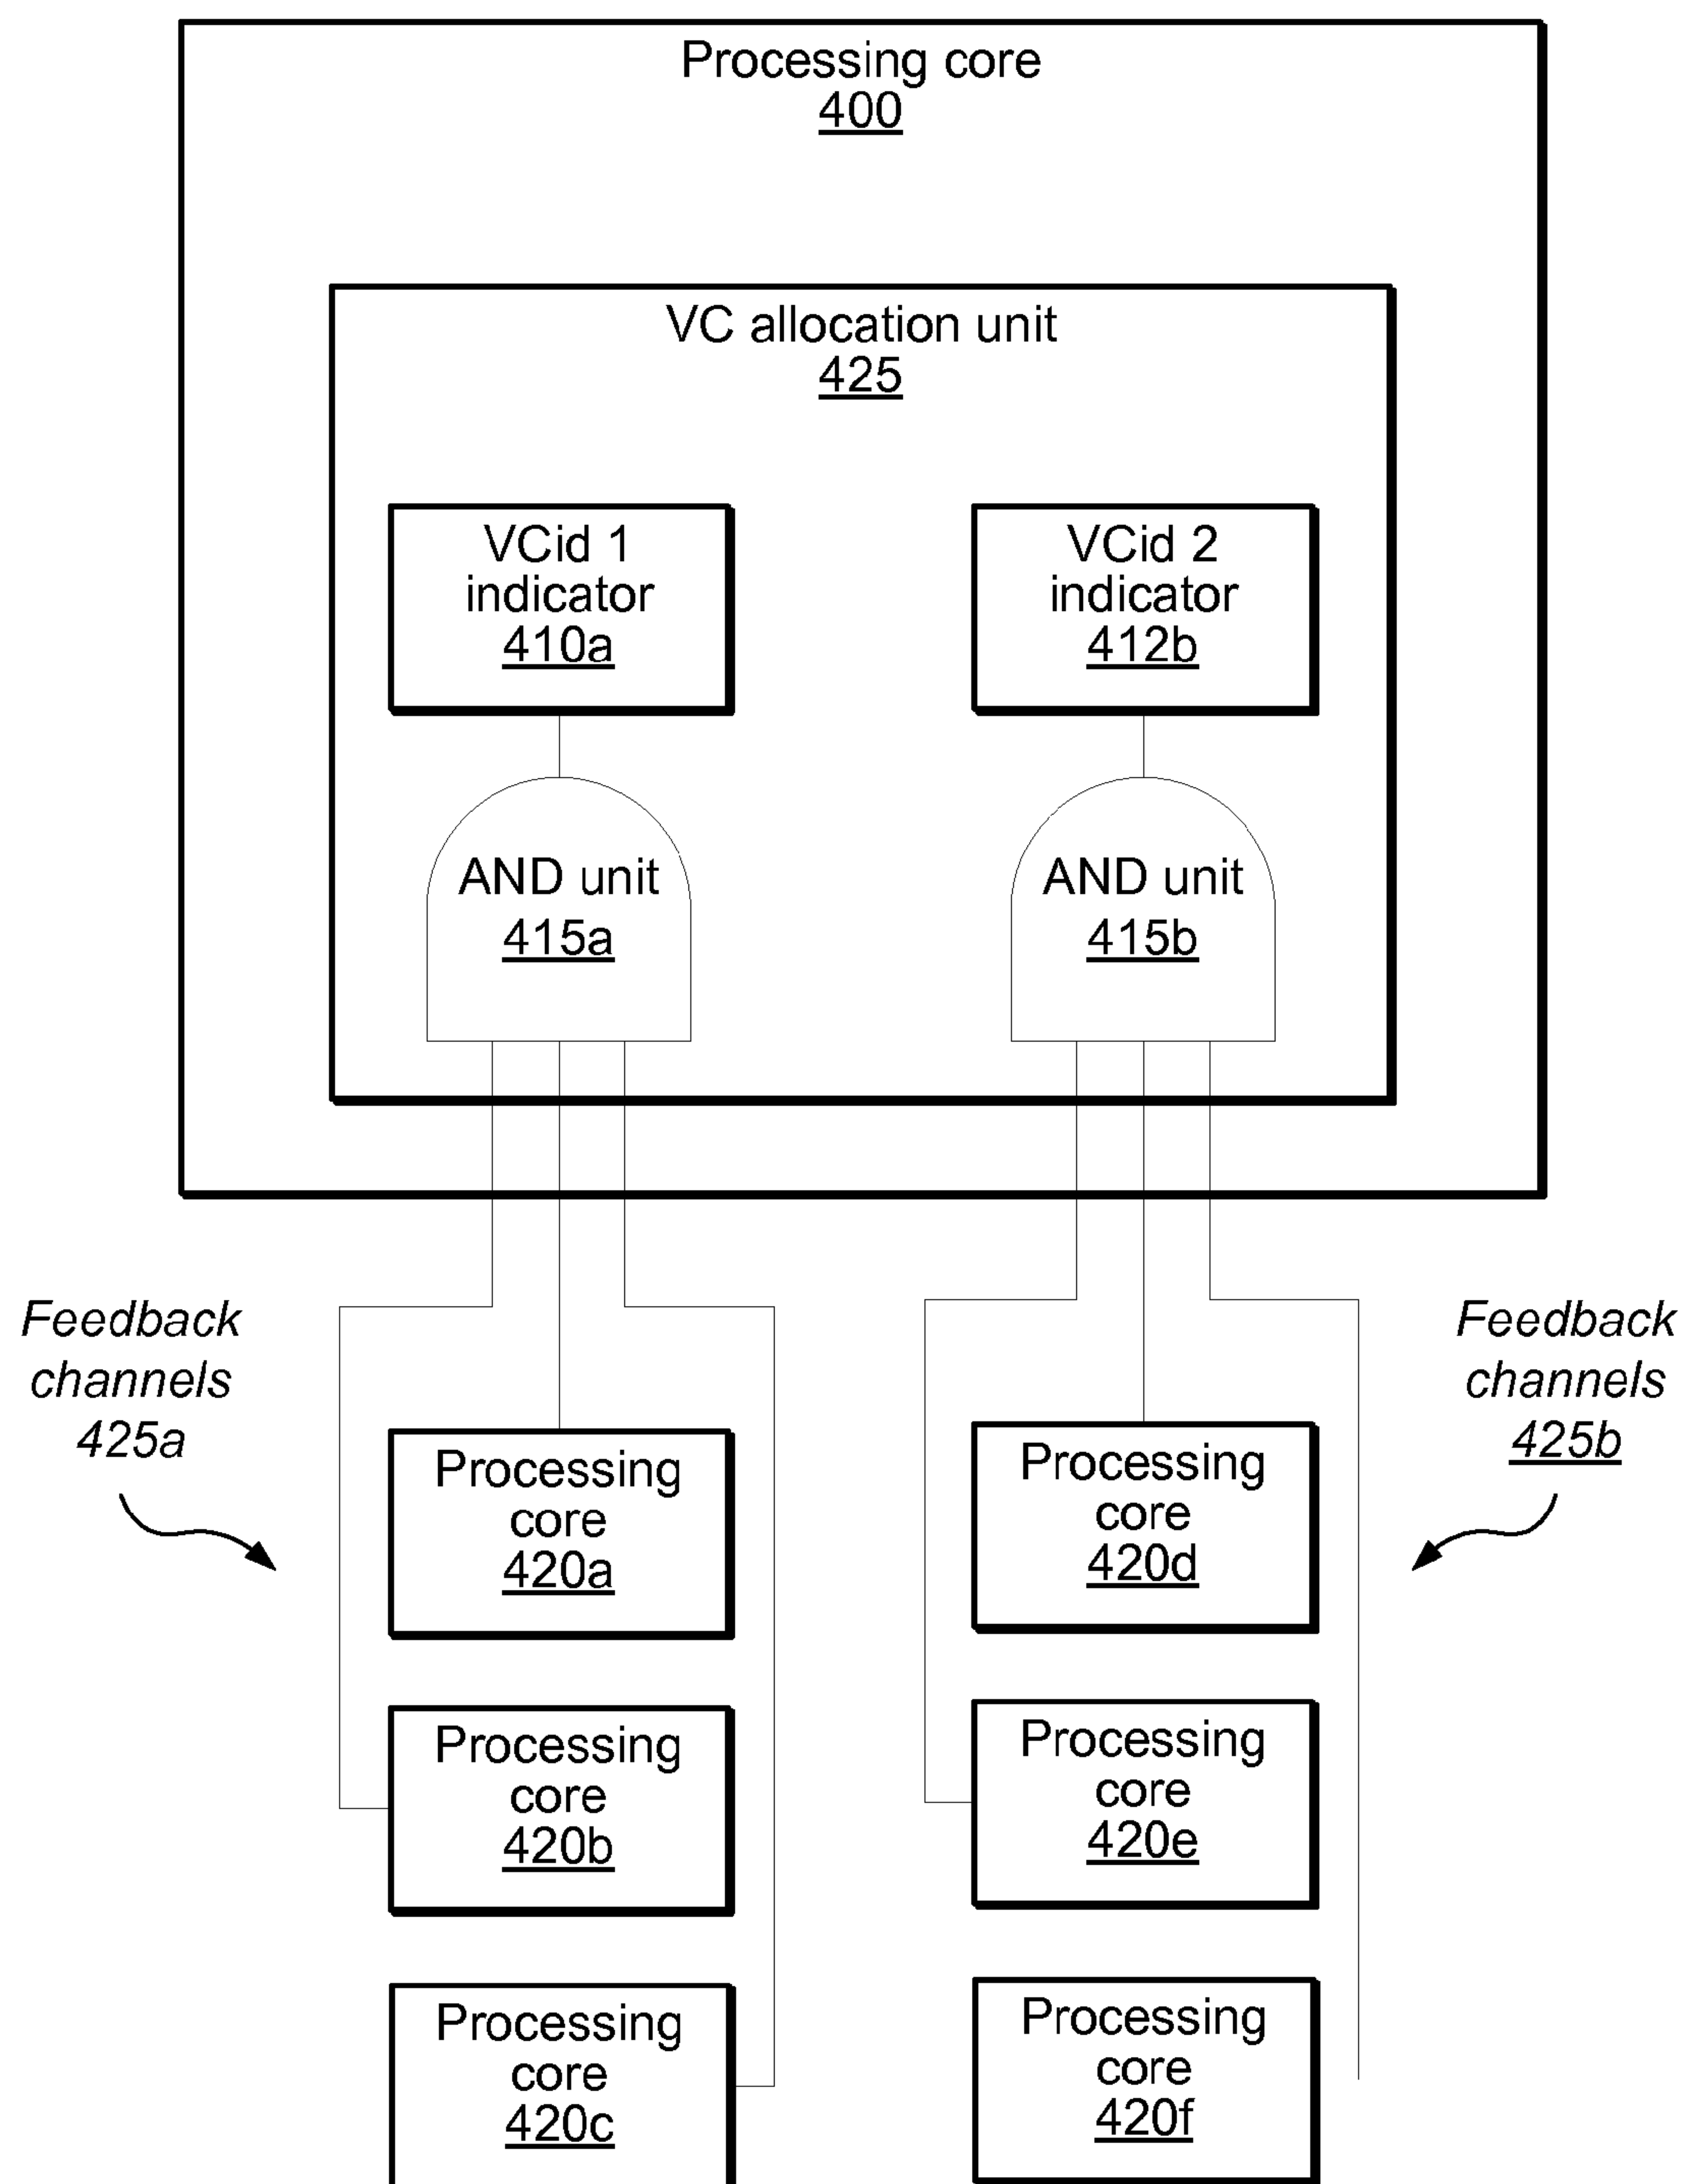 Processing core
400
VC allocation unit
425
VCid 1
indicator
410a
VCid 2
indicator
412b
AND unit
415a
AND unit
415b
Feedback
channels
425a
Feedback
channels
425b
Processing
core
420a
Processing
core
420d
Processing
core
420b
Processing
core
420e
Processing
core
420c
Processing
core
420f